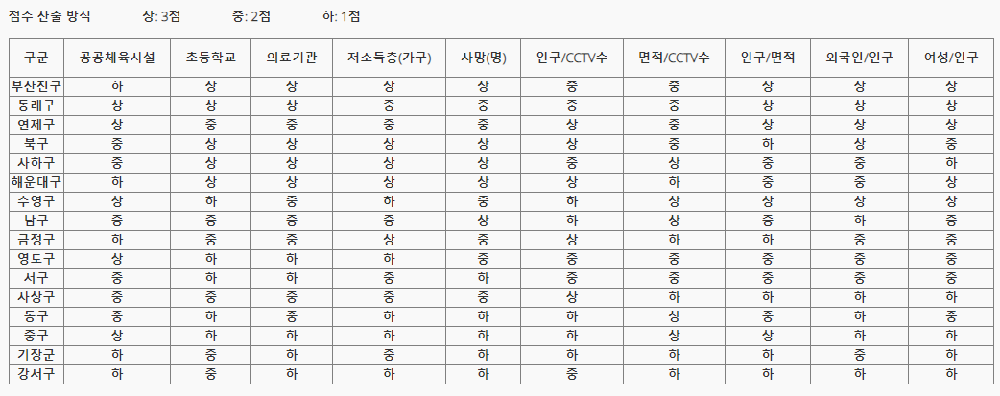 점수 산출 방식 상: 3점 중: 2점 하: 1점
구군 공공체육시설 초등학교 의료기관 저소득층(가구) 사망(명) 인구/CCTV수 면적/CCTV수 인구/면적 외국인/인구 여성/인구
부산진구 하 상 상 상 상 중 중 상 상 상
동래구 상 상 상 중 중 중 중 상 상 상
연제구 상 중 중 중 중 상 중 상 상 상
북구 중 상 상 상 상 상 중 하 상 중
사하구 중 상 상 상 상 중 상 중 중 하
해운대구 하 상 상 상 상 상 하 중 중 상
수영구 상 하 중 하 중 하 상 상 상 상
남구 중 중 중 중 상 하 상 중 하 중
금정구 하 중 중 상 중 상 하 하 중 중
영도구 상 하 하 하 중 중 중 중 중 중
서구 중 하 하 중 하 중 중 중 중 중
사상구 중 중 중 중 중 상 하 하 하 하
동구 중 하 중 하 하 하 상 중 하 중
중구 상 하 하 하 하 하 상 상 하 하
기장군 하 중 하 중 하 하 하 하 중 하
강서구 하 중 하 하 하 중 하 하 하 하